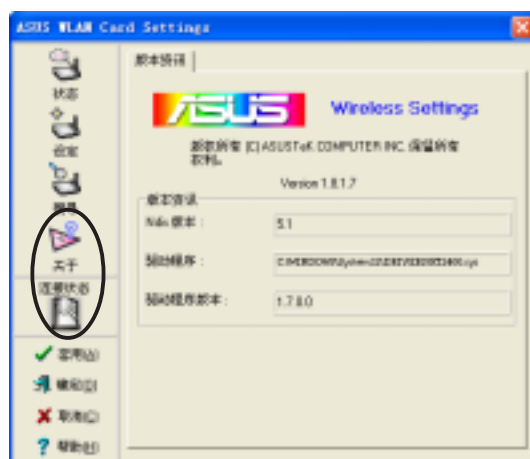 ASUS WLAN Card Settings
状态
设定
关于
连接状态
套用(A)
确定(O)
取消(C)
帮助(H)
版本资讯
ASUS
Wireless Settings
版权所有 (C) ASUSTeK COMPUTER INC. 保留所有
权利。
Version 1.8.1.7
版本资讯
Ndis 版本 :
5.1
驱动程序 :
驱动程序版本 :
1.7.8.0